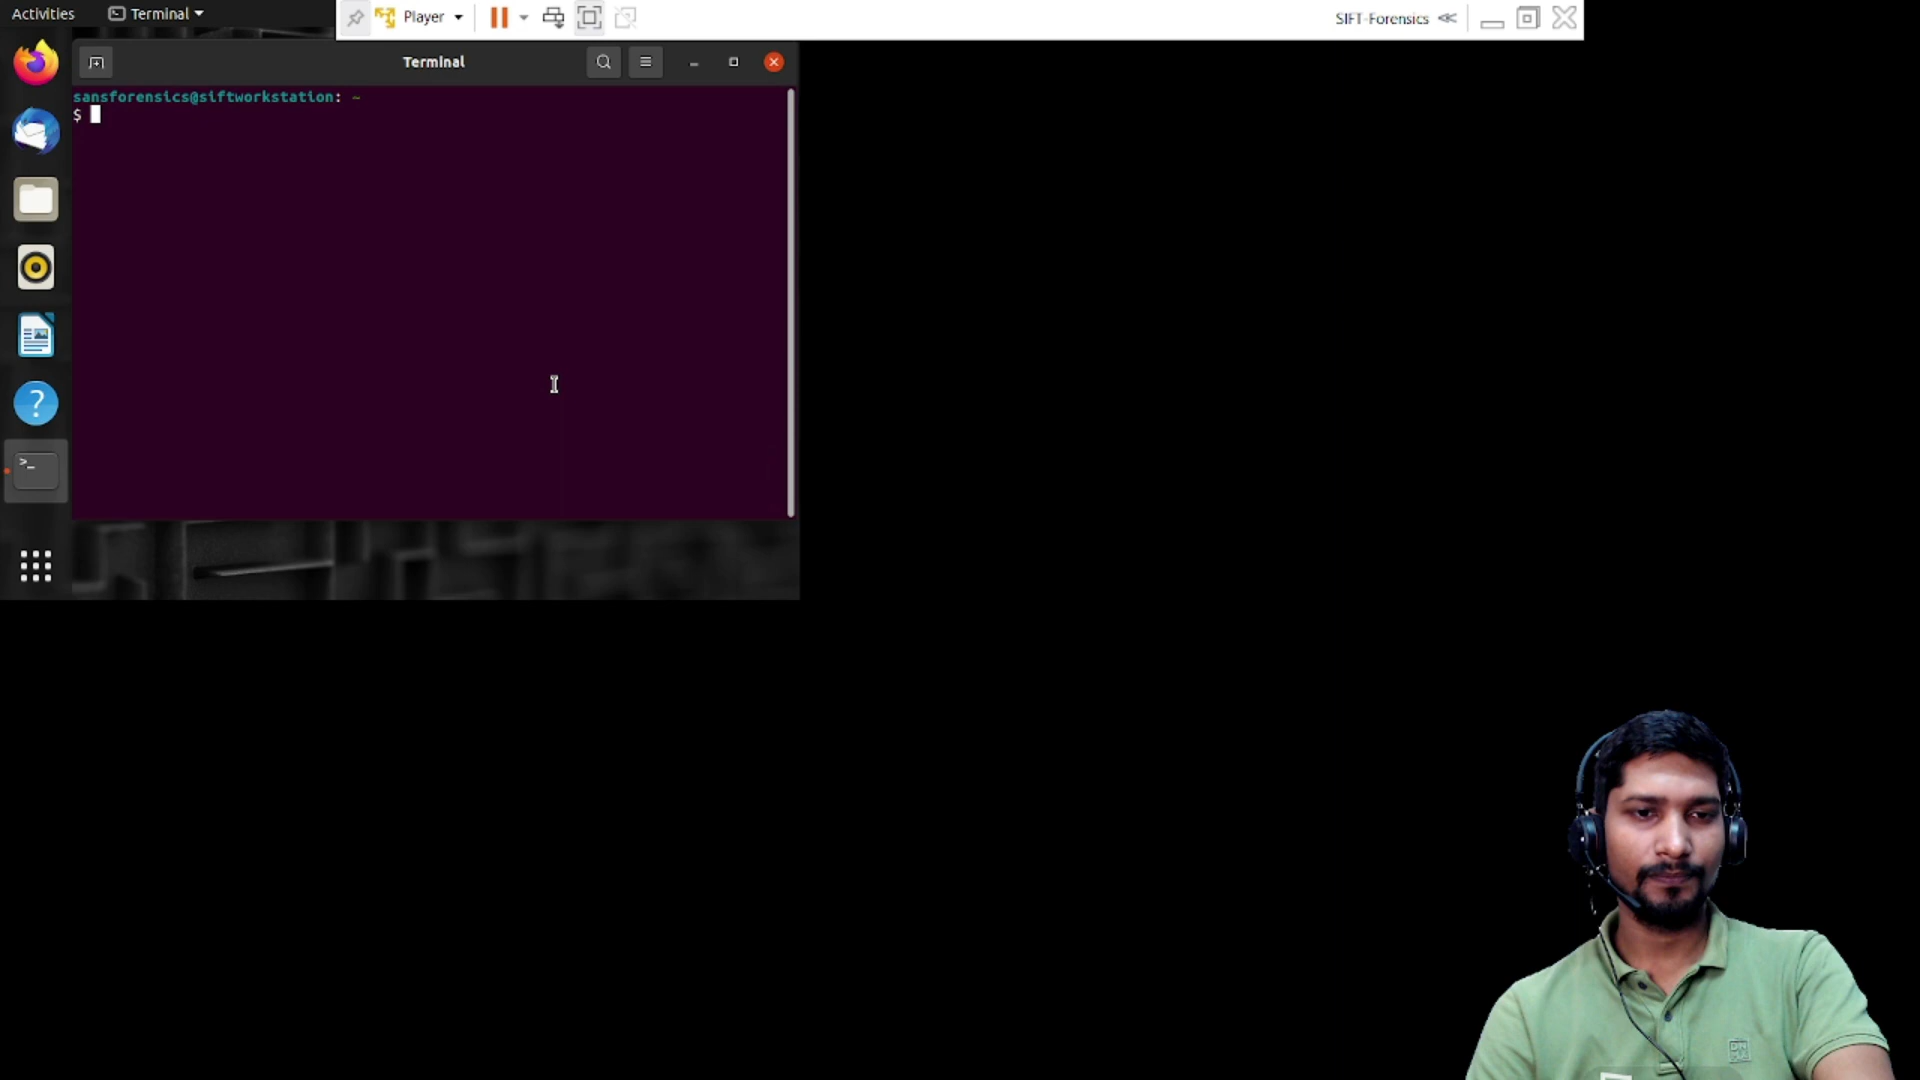 Activities
Terminal
Player
SIFT-Forensics
Terminal
sansforensics@siftworkstation: ~
$